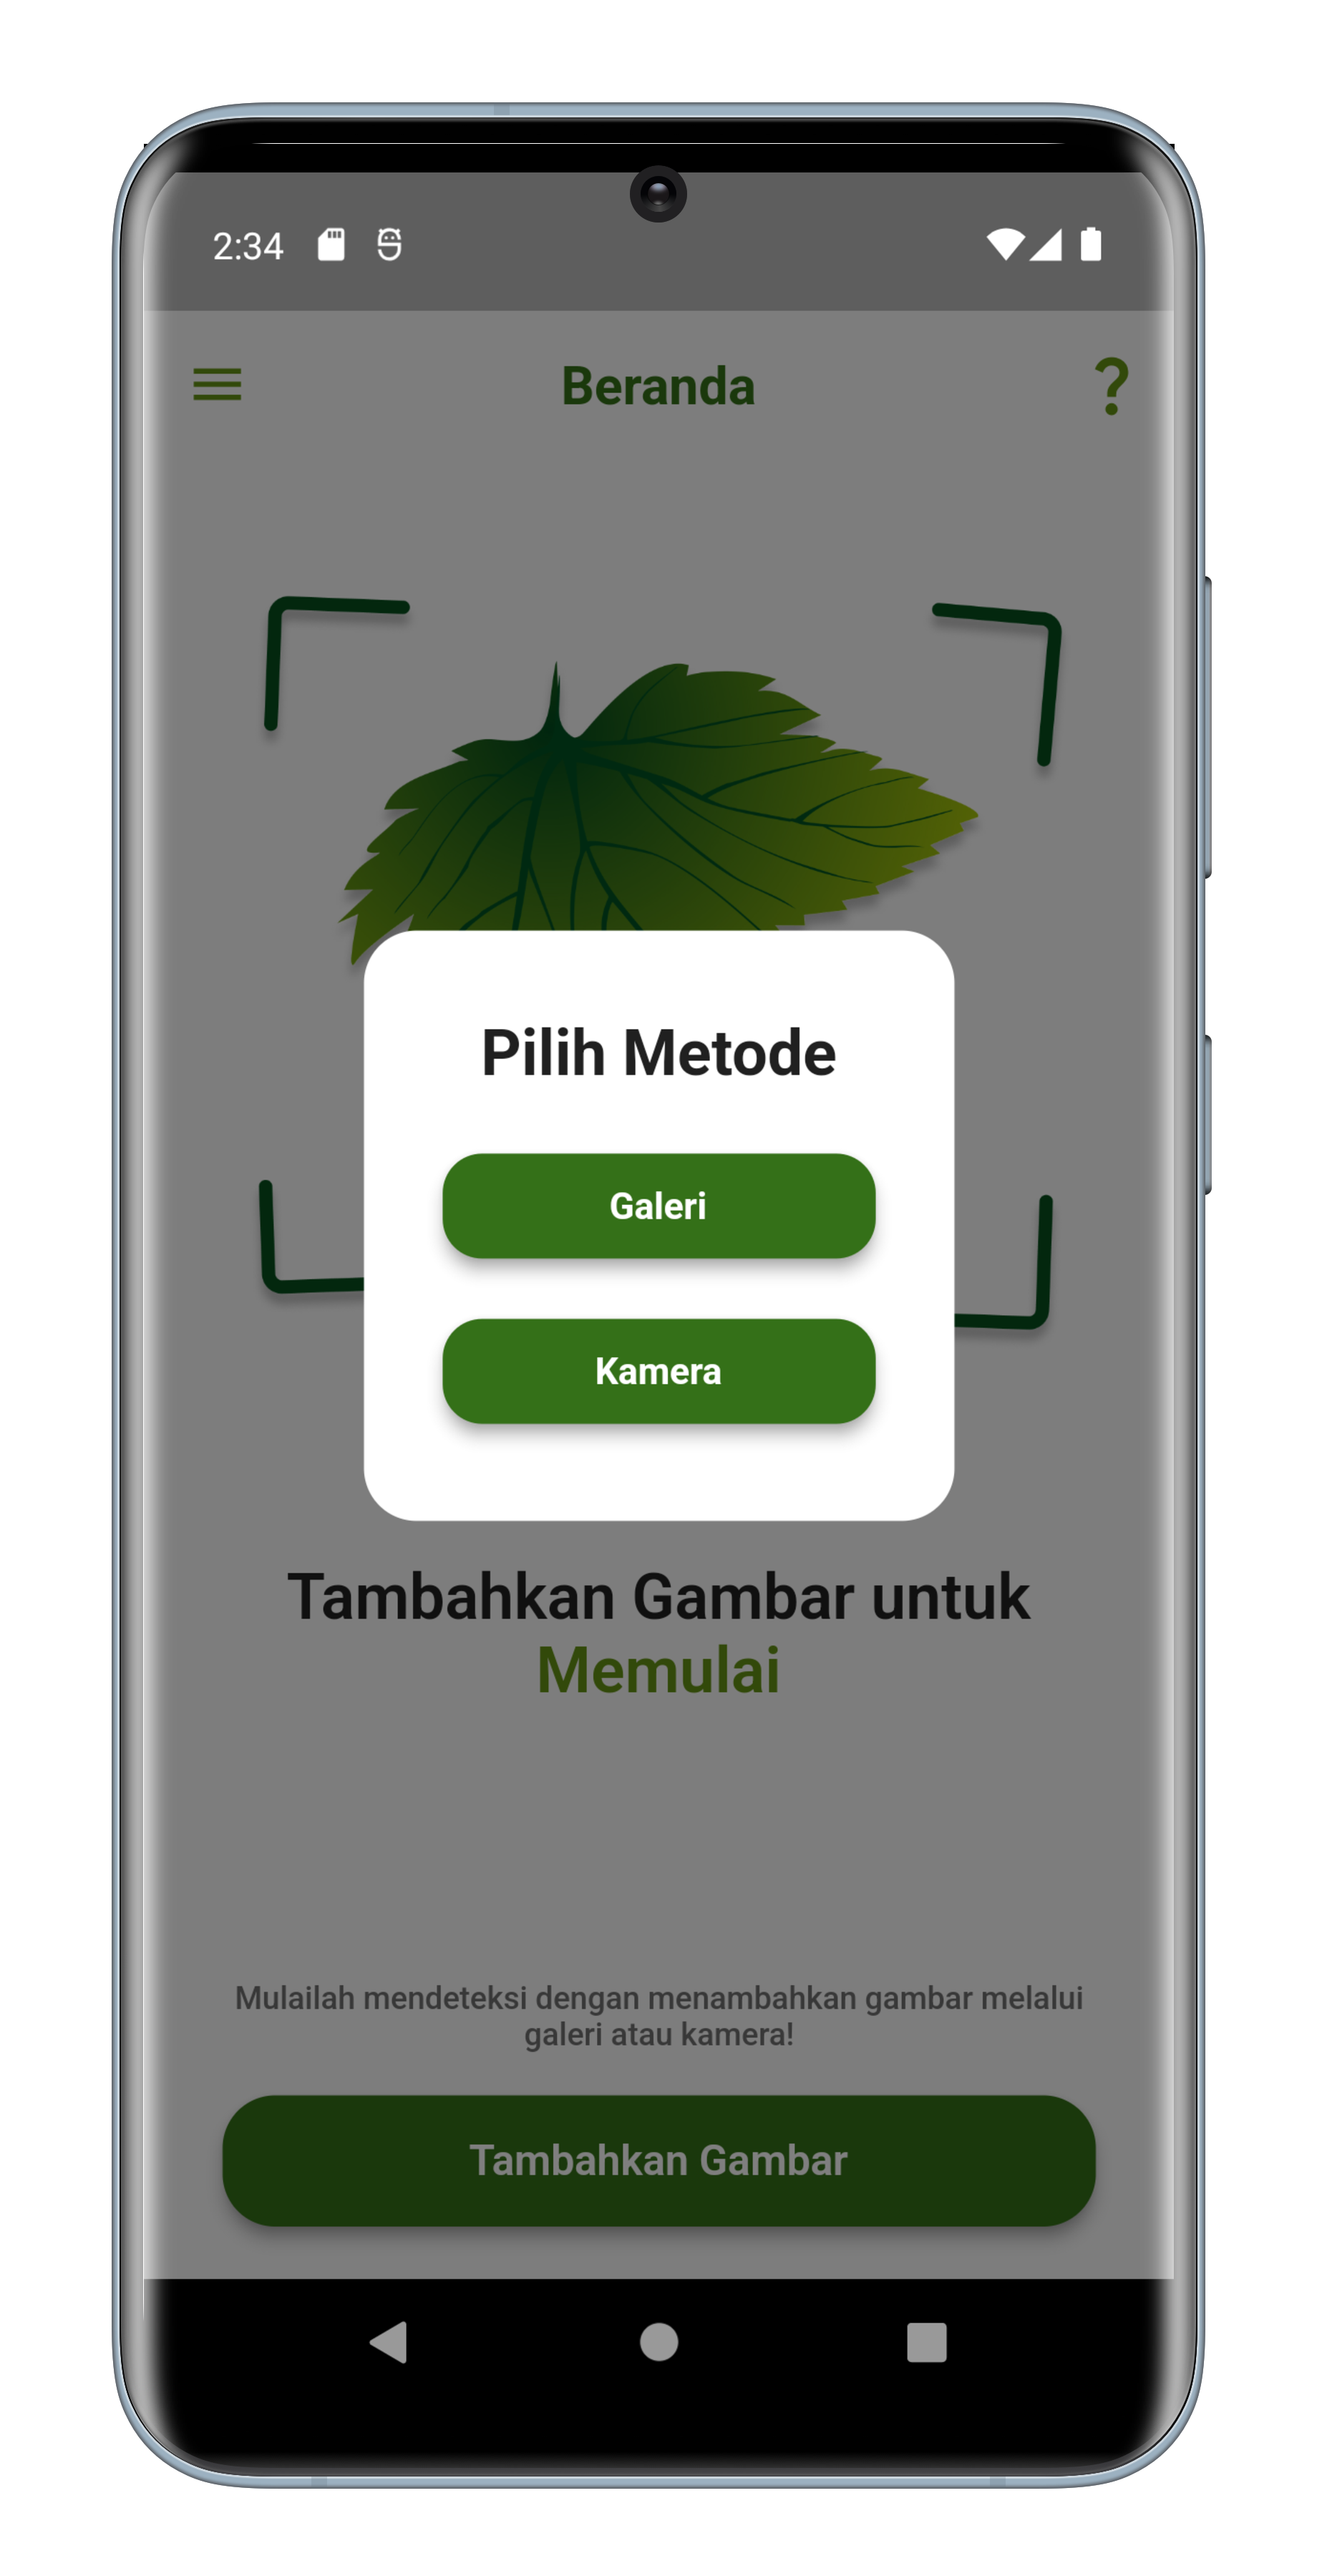 2:34
Beranda
?
Pilih Metode
Galeri
Kamera
Tambahkan Gambar untuk
Memulai
Mulailah mendeteksi dengan menambahkan gambar melalui
galeri atau kamera!
Tambahkan Gambar